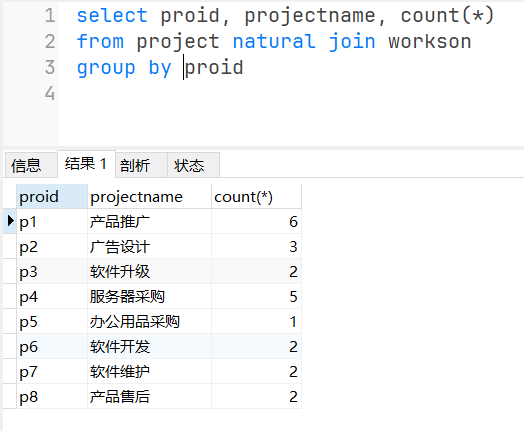 1 select proid, projectname, count(*)
2 from project natural join workson
3 group by proid
4
信息 结果 1 剖析 状态
proid projectname count(*)
p1 产品推广 6
p2 广告设计 3
p3 软件升级 2
p4 服务器采购 5
p5 办公用品采购 1
p6 软件开发 2
p7 软件维护 2
p8 产品售后 2